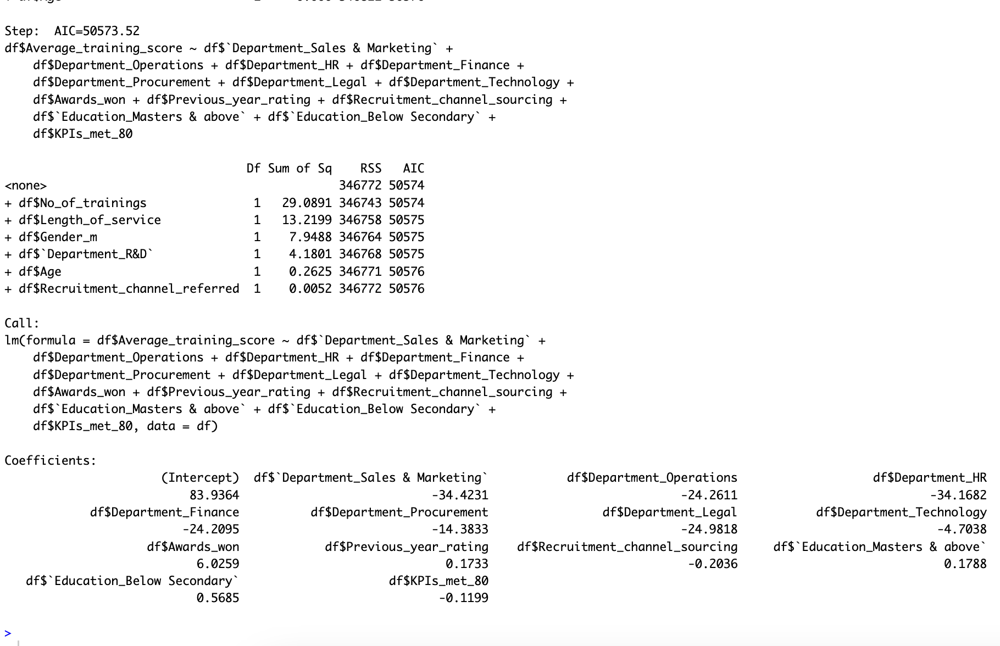 Step:  AIC=50573.52
df$Average_training_score ~ df$`Department_Sales & Marketing` +
    df$Department_Operations + df$Department_HR + df$Department_Finance +
    df$Department_Procurement + df$Department_Legal + df$Department_Technology +
    df$Awards_won + df$Previous_year_rating + df$Recruitment_channel_sourcing +
    df$`Education_Masters & above` + df$`Education_Below Secondary` +
    df$KPIs_met_80
                                  Df Sum of Sq    RSS   AIC
<none>                                         346772 50574
+ df$No_of_trainings               1   29.0891 346743 50574
+ df$Length_of_service             1   13.2199 346758 50575
+ df$Gender_m                      1    7.9488 346764 50575
+ df$`Department_R&D`              1    4.1801 346768 50575
+ df$Age                           1    0.2625 346771 50576
+ df$Recruitment_channel_referred  1    0.0052 346772 50576
Call:
lm(formula = df$Average_training_score ~ df$`Department_Sales & Marketing` +
    df$Department_Operations + df$Department_HR + df$Department_Finance +
    df$Department_Procurement + df$Department_Legal + df$Department_Technology +
    df$Awards_won + df$Previous_year_rating + df$Recruitment_channel_sourcing +
    df$`Education_Masters & above` + df$`Education_Below Secondary` +
    df$KPIs_met_80, data = df)
Coefficients:
                      (Intercept)  df$`Department_Sales & Marketing`           df$Department_Operations                   df$Department_HR
                          83.9364                           -34.4231                           -24.2611                           -34.1682
            df$Department_Finance          df$Department_Procurement                df$Department_Legal           df$Department_Technology
                         -24.2095                           -14.3833                           -24.9818                            -4.7038
                    df$Awards_won            df$Previous_year_rating    df$Recruitment_channel_sourcing     df$`Education_Masters & above`
                           6.0259                             0.1733                            -0.2036                             0.1788
   df$`Education_Below Secondary`                     df$KPIs_met_80
                           0.5685                            -0.1199
>